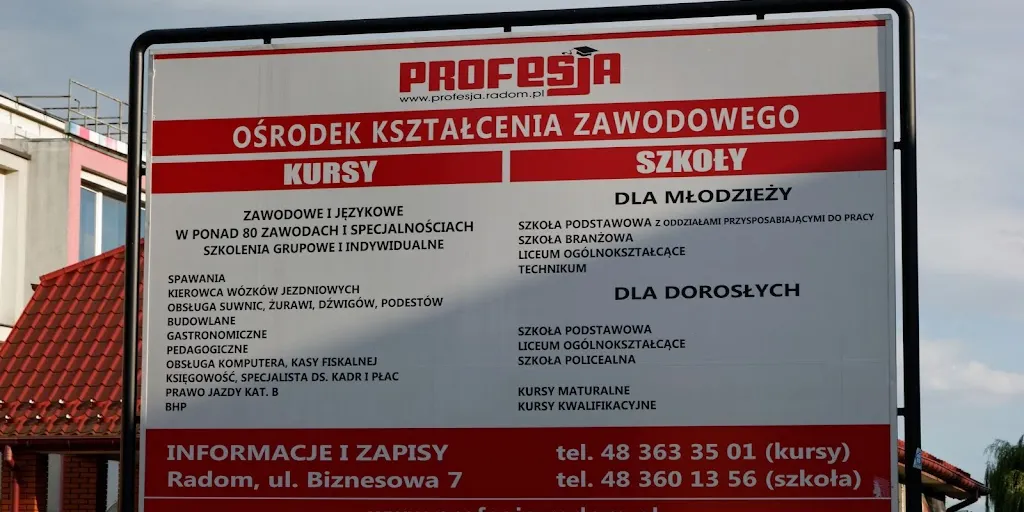 PROFESJA
www.profesja.radom.pl
OŚRODEK KSZTAŁCENIA ZAWODOWEGO
KURSY
ZAWODOWE I JĘZYKOWE
W PONAD 80 ZAWODACH I SPECJALNOŚCIACH
SZKOLENIA GRUPOWE I INDYWIDUALNE
SPAWANIA
KIEROWCA WÓZKÓW JEZDNIOWYCH
OBSŁUGA SUWNIC, ŻURAWI, DŹWIGÓW, PODESTÓW
BUDOWLANE
GASTRONOMICZNE
PEDAGOGICZNE
OBSŁUGA KOMPUTERA, KASY FISKALNEJ
KSIĘGOWOŚĆ, SPECJALISTA DS. KADR I PŁAC
PRAWO JAZDY KAT. B
BHP
SZKOŁY
DLA MŁODZIEŻY
SZKOŁA PODSTAWOWA Z ODDZIAŁAMI PRZYSPOSABIAJĄCYMI DO PRACY
SZKOŁA BRANŻOWA
LICEUM OGÓLNOKSZTAŁCĄCE
TECHNIKUM
DLA DOROSŁYCH
SZKOŁA PODSTAWOWA
LICEUM OGÓLNOKSZTAŁCĄCE
SZKOŁA POLICEALNA
KURSY MATURALNE
KURSY KWALIFIKACYJNE
INFORMACJE I ZAPISY
Radom, ul. Biznesowa 7
tel. 48 363 35 01 (kursy)
tel. 48 360 13 56 (szkoła)